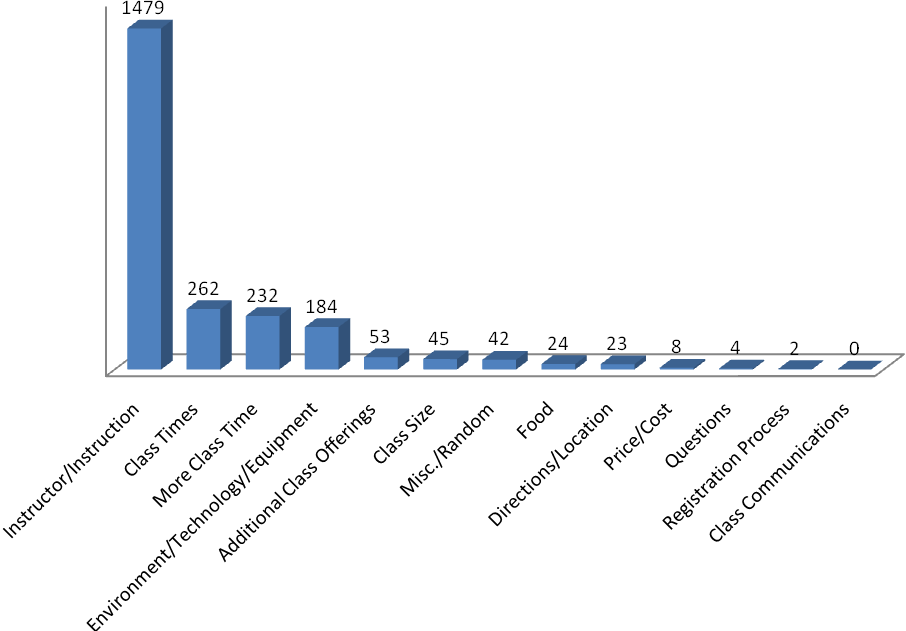 1479
262
232
184
53
45
42
24
23
8
4
2
0
Instructor/Instruction
Class Times
More Class Time
Environment/Technology/Equipment
Additional Class Offerings
Class Size
Misc./Random
Food
Directions/Location
Price/Cost
Questions
Registration Process
Class Communications